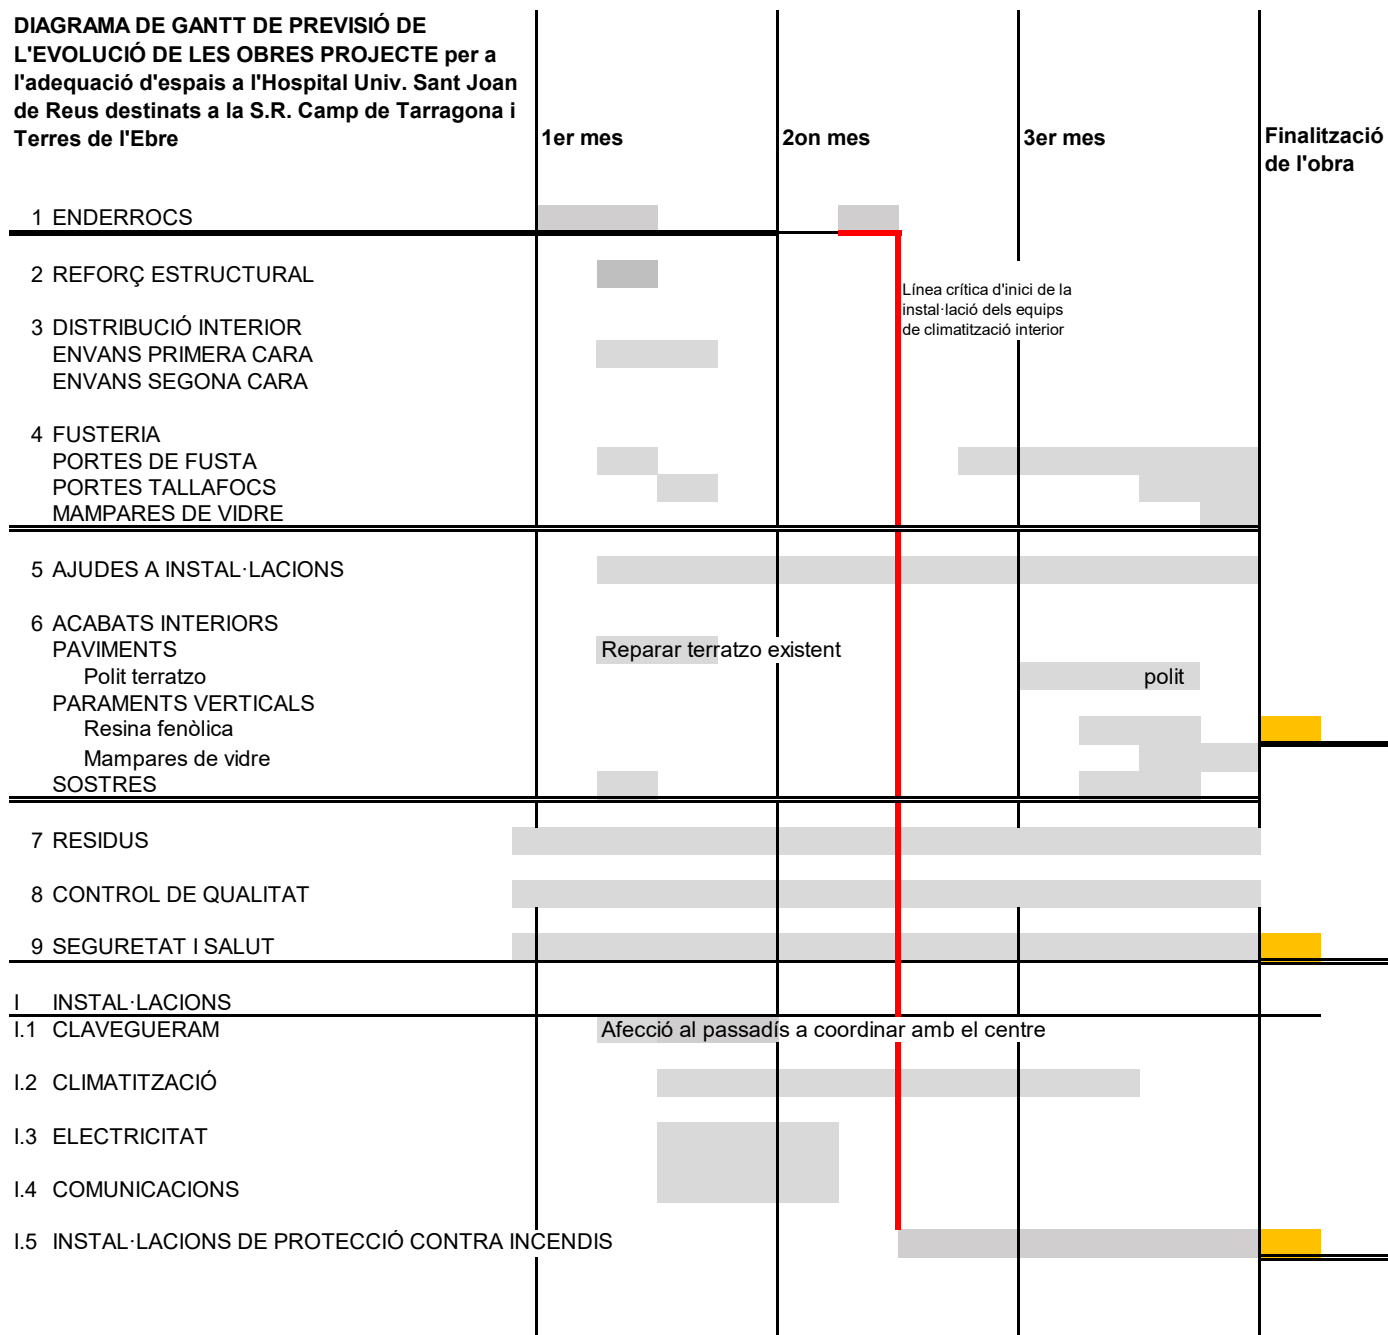 DIAGRAMA DE GANTT DE PREVISIÓ DE
L'EVOLUCIÓ DE LES OBRES PROJECTE per a
l'adequació d'espais a l'Hospital Univ. Sant Joan
de Reus destinats a la S.R. Camp de Tarragona i
Terres de l'Ebre
1er mes
2on mes
3er mes
Finalització
de l'obra
1 ENDERROCS
2 REFORÇ ESTRUCTURAL
Línea crítica d'inici de la
instal·lació dels equips
de climatització interior
3 DISTRIBUCIÓ INTERIOR
ENVANS PRIMERA CARA
ENVANS SEGONA CARA
4 FUSTERIA
PORTES DE FUSTA
PORTES TALLAFOCS
MAMPARES DE VIDRE
5 AJUDES A INSTAL·LACIONS
6 ACABATS INTERIORS
PAVIMENTS
Reparar terratzo existent
Polit terratzo
polit
PARAMENTS VERTICALS
Resina fenòlica
Mampares de vidre
SOSTRES
7 RESIDUS
8 CONTROL DE QUALITAT
9 SEGURETAT I SALUT
I INSTAL·LACIONS
I.1 CLAVEGUERAM
Afecció al passadís a coordinar amb el centre
I.2 CLIMATITZACIÓ
I.3 ELECTRICITAT
I.4 COMUNICACIONS
I.5 INSTAL·LACIONS DE PROTECCIÓ CONTRA INCENDIS